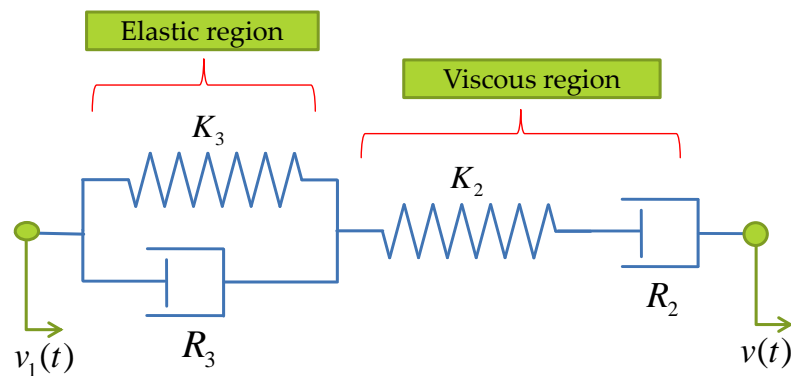 Elastic region
Viscous region
K₃
K₂
R₂
R₃
v₁(t)
v(t)